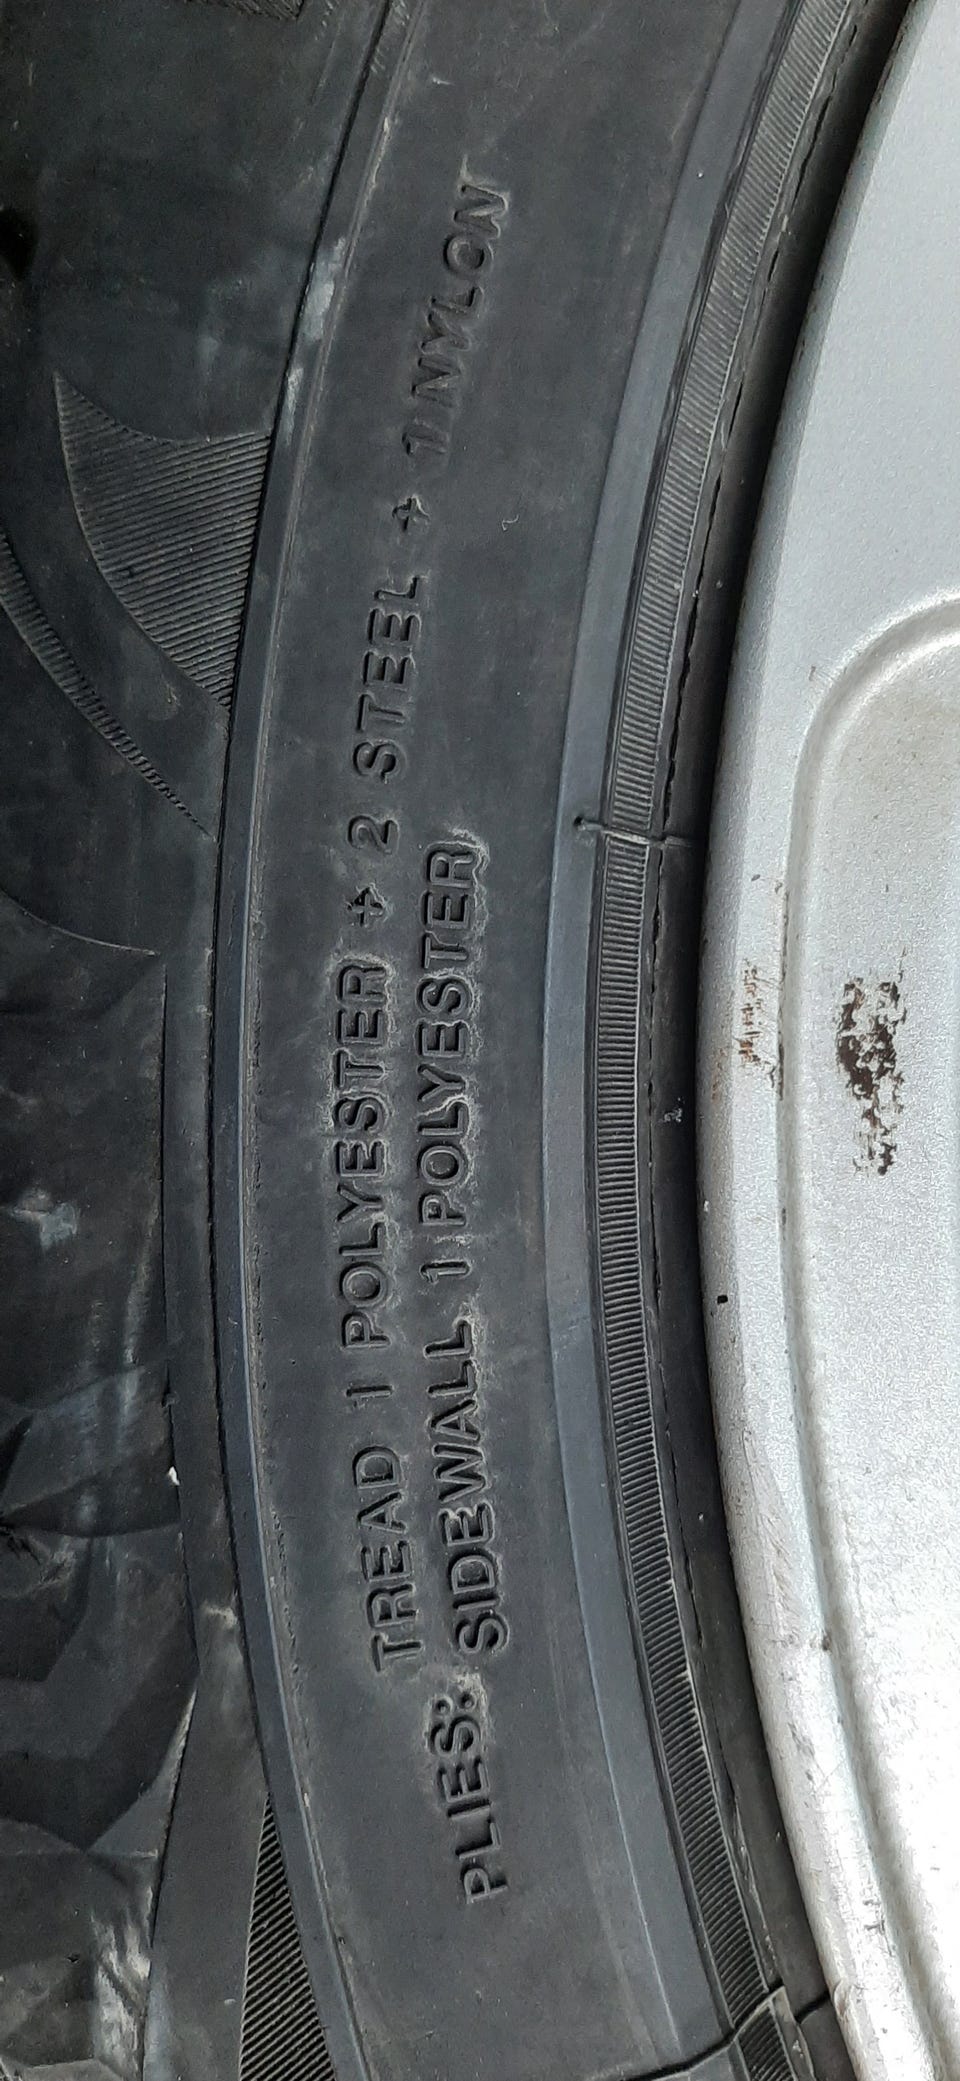 PLIES: TREAD 1 POLYESTER + 2 STEEL + 1 NYLON
SIDEWALL 1 POLYESTER